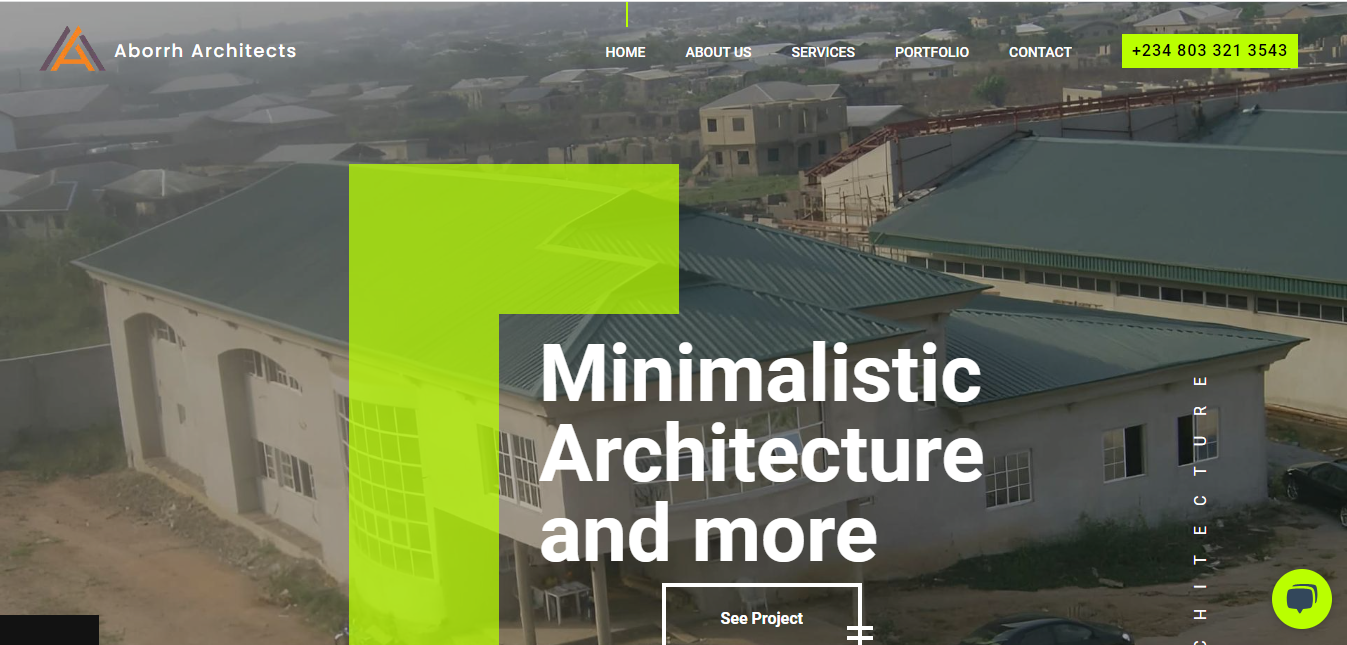 Aborrh Architects
HOME ABOUT US SERVICES PORTFOLIO CONTACT +234 803 321 3543
Minimalistic
Architecture
and more
See Project
CHITECTURE